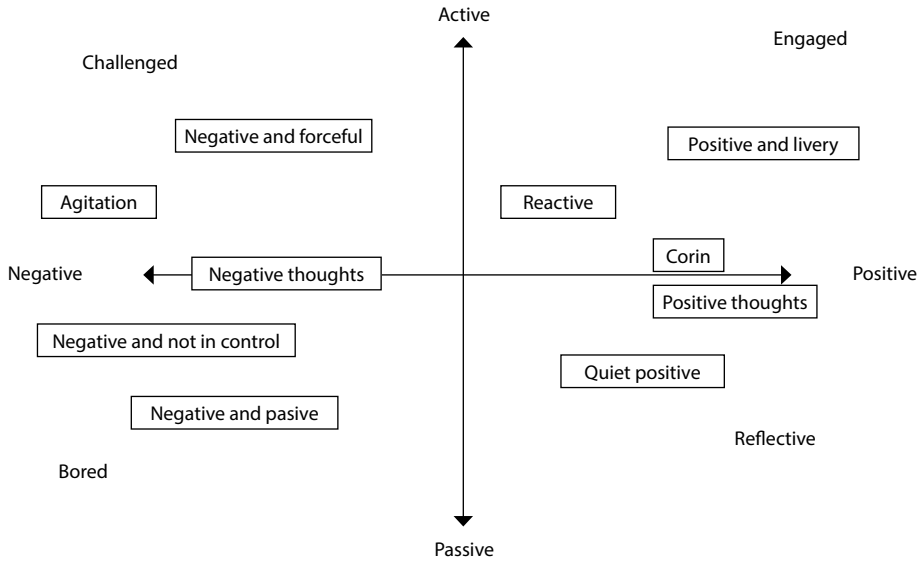 Active
Engaged
Challenged
Negative and forceful
Positive and livery
Agitation
Reactive
Corin
Negative
Negative thoughts
Positive
Positive thoughts
Negative and not in control
Quiet positive
Negative and pasive
Reflective
Bored
Passive